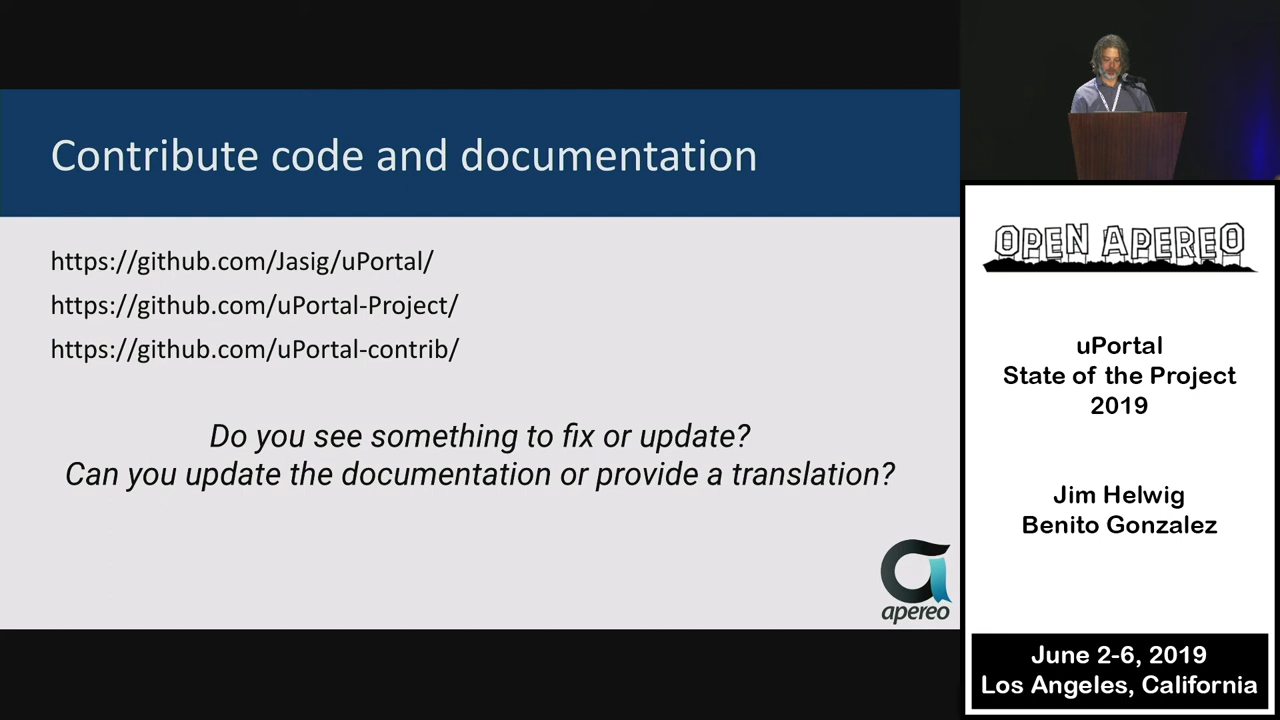 Contribute code and documentation
https://github.com/Jasig/uPortal/
https://github.com/uPortal-Project/
https://github.com/uPortal-contrib/
Do you see something to fix or update?
Can you update the documentation or provide a translation?
apereo
OPEN APEREO
uPortal
State of the Project
2019
Jim Helwig
Benito Gonzalez
June 2-6, 2019
Los Angeles, California